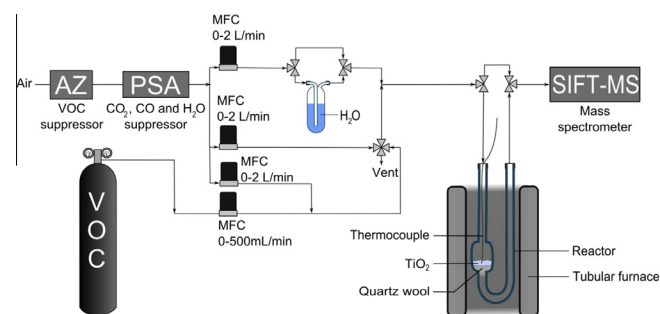 MFC
0-2 L/min
Air
AZ
PSA
SIFT-MS
VOC
suppressor
CO2, CO and H2O
suppressor
H2O
Mass
spectrometer
MFC
0-2 L/min
Vent
MFC
0-2 L/min
VOC
MFC
0-500mL/min
Thermocouple
TiO2
Quartz wool
Reactor
Tubular furnace